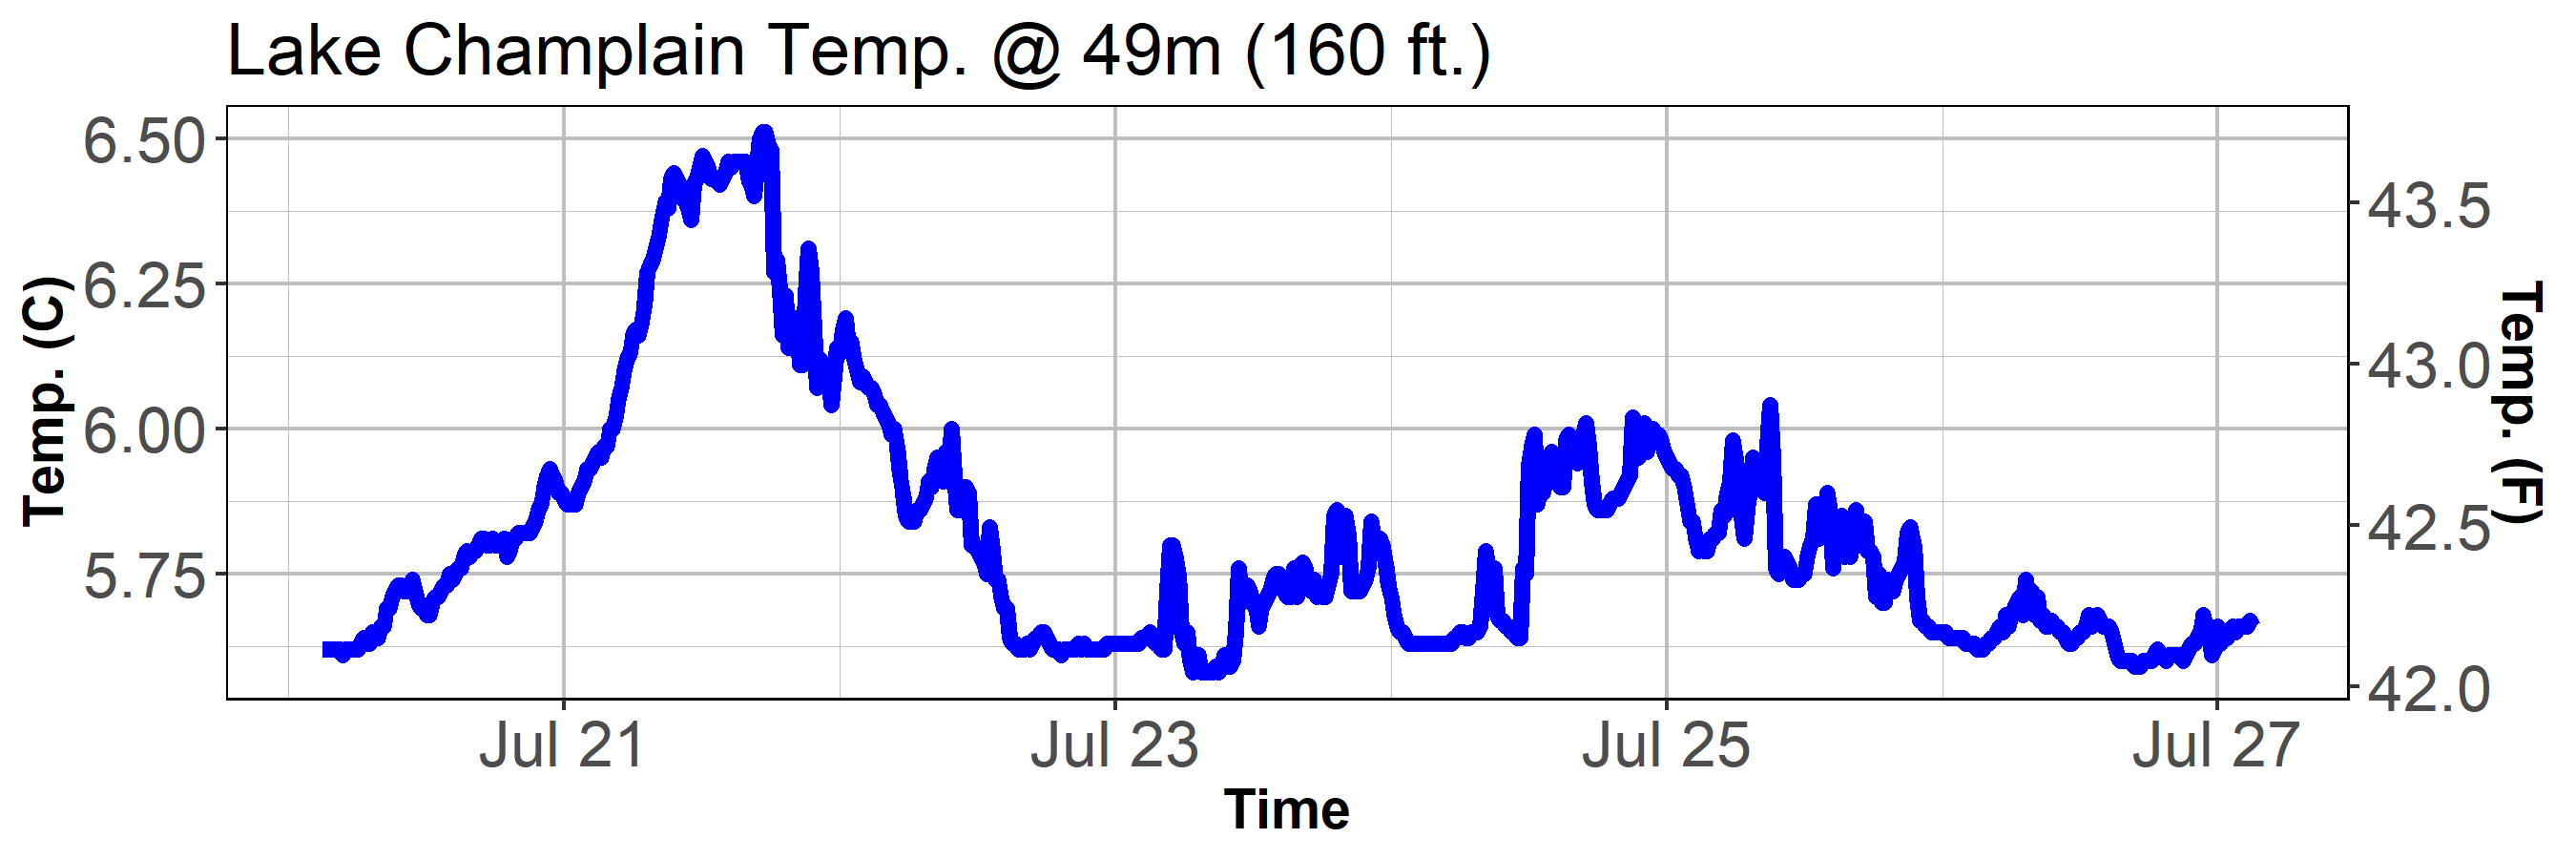 Lake Champlain Temp. @ 49m (160 ft.)
6.50
6.25
6.00
5.75
Temp. (C)
43.5
43.0
42.5
42.0
Temp. (F)
Jul 21 Jul 23 Jul 25 Jul 27
Time